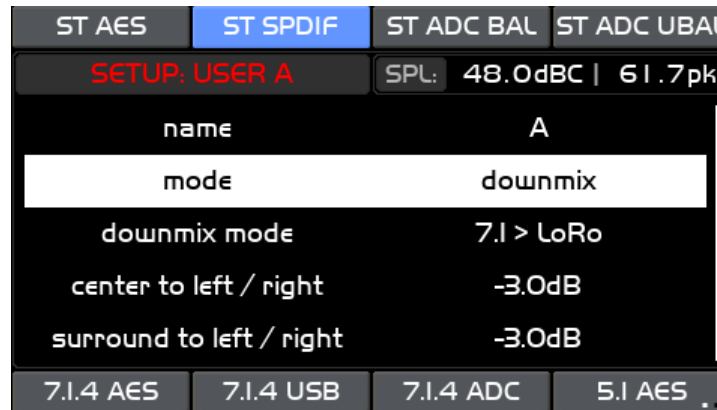 ST AES ST SPDIF ST ADC BAL ST ADC UBAL
SETUP: USER A SPL: 48.0dBC | 61.7pk
name A
mode downmix
downmix mode 7.1 > LoRo
center to left / right -3.0dB
surround to left / right -3.0dB
7.1.4 AES 7.1.4 USB 7.1.4 ADC 5.1 AES